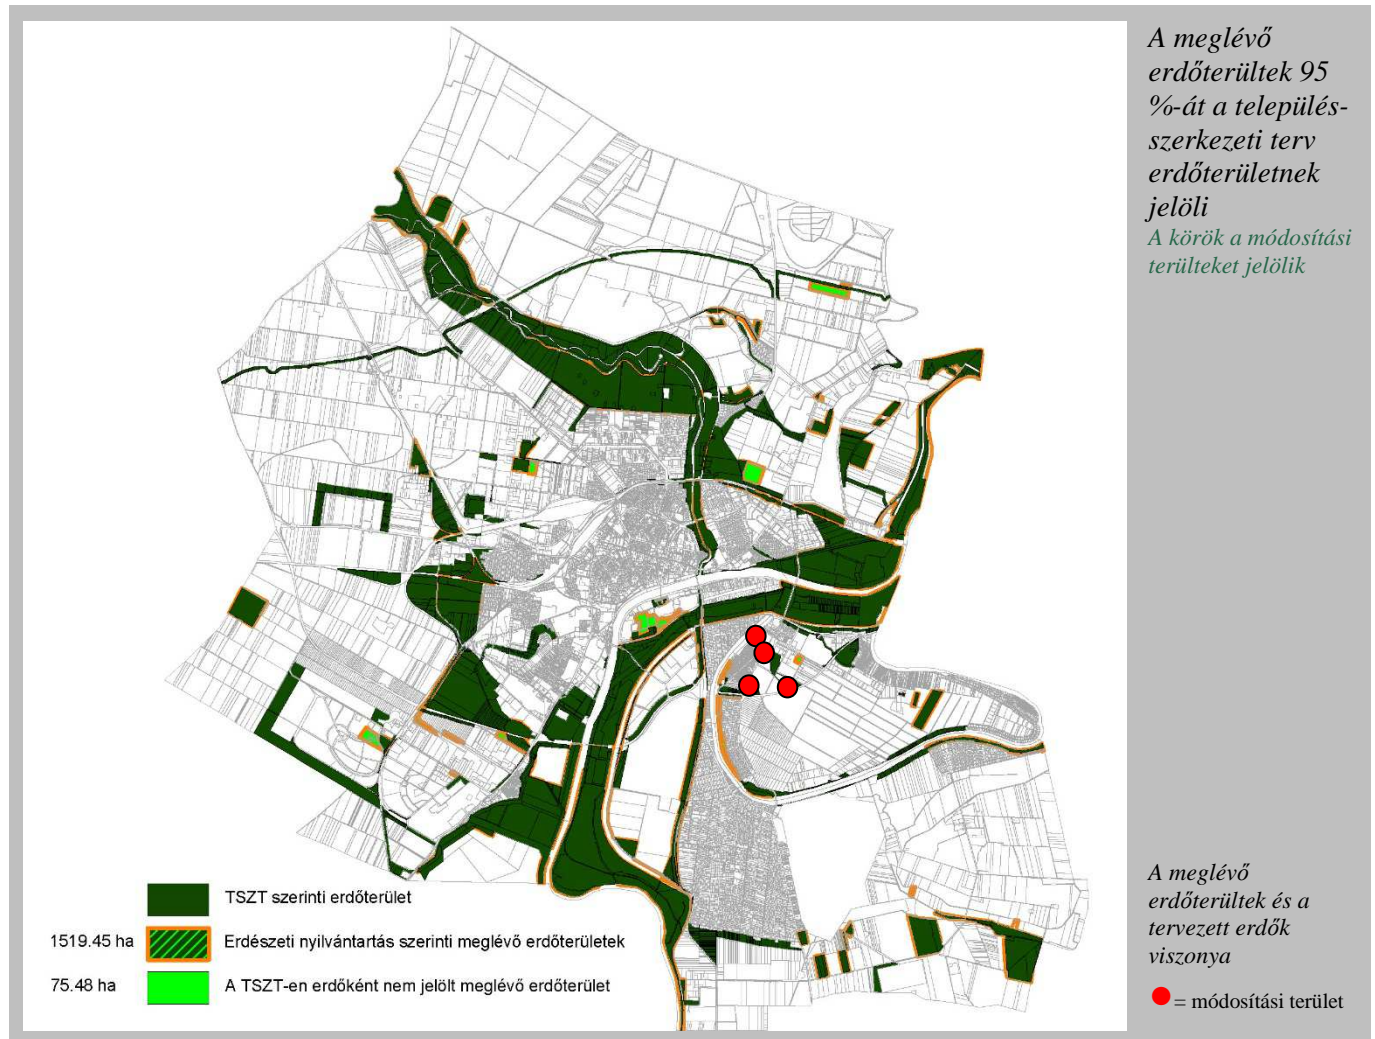 A meglévő
erdőterültek 95
%-át a település-
szerkezeti terv
erdőterületnek
jelöli
A körök a módosítási
terülteket jelölik
TSZT szerinti erdőterület
1519.45 ha Erdészeti nyilvántartás szerinti meglévő erdőterületek
75.48 ha A TSZT-en erdőként nem jelölt meglévő erdőterület
A meglévő
erdőterültek és a
tervezett erdők
viszonya
= módosítási terület